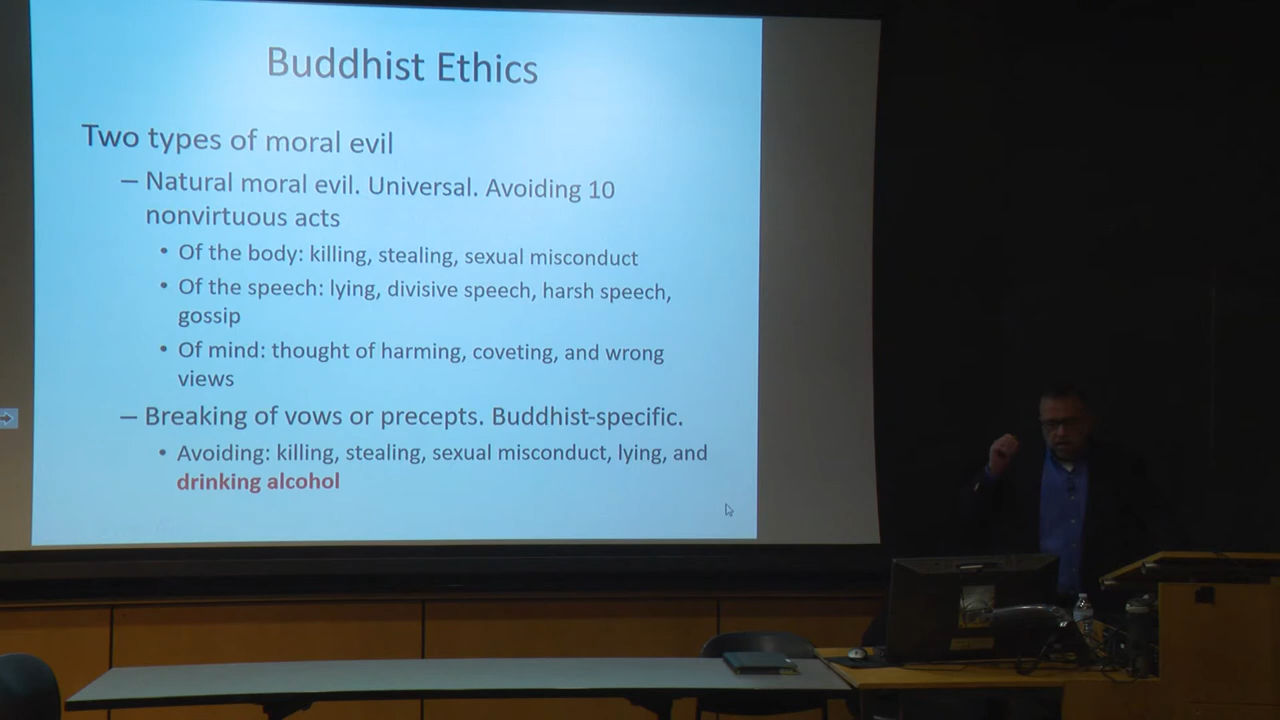 Buddhist Ethics
Two types of moral evil
– Natural moral evil. Universal. Avoiding 10
nonvirtuous acts
• Of the body: killing, stealing, sexual misconduct
• Of the speech: lying, divisive speech, harsh speech,
gossip
• Of mind: thought of harming, coveting, and wrong
views
– Breaking of vows or precepts. Buddhist-specific.
• Avoiding: killing, stealing, sexual misconduct, lying, and
drinking alcohol